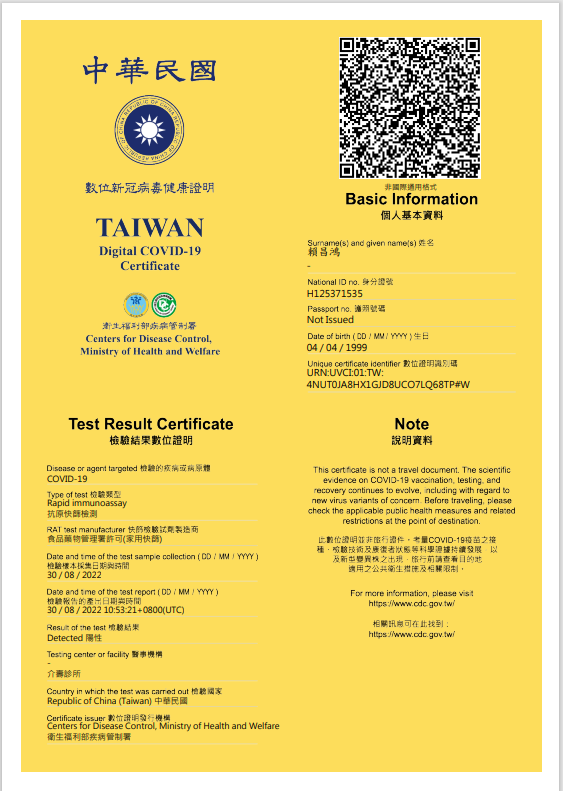 中華民國
REPUBLIC OF CHINA REPUBLIC OF CHINA
數位新冠病毒健康證明
TAIWAN
Digital COVID-19
Certificate
衛生福利部疾病管制署
Centers for Disease Control,
Ministry of Health and Welfare
非國際通用格式
Basic Information
個人基本資料
Surname(s) and given name(s) 姓名
賴昌鴻
-
National ID no. 身分證號
H125371535
Passport no. 護照號碼
Not Issued
Date of birth ( DD / MM / YYYY ) 生日
04 / 04 / 1999
Unique certificate identifier 數位證明識別碼
URN:UVCI:01:TW:
4NUT0JA8HX1GJD8UCO7LQ68TP#W
Test Result Certificate
檢驗結果數位證明
Disease or agent targeted 檢驗的疾病或病原體
COVID-19
Type of test 檢驗類型
Rapid immunoassay
抗原快篩檢測
RAT test manufacturer 快篩檢驗試劑製造商
食品藥物管理署許可(家用快篩)
Date and time of the test sample collection ( DD / MM / YYYY )
檢驗檢本採集日期與時間
30 / 08 / 2022
Date and time of the test report ( DD / MM / YYYY )
檢驗報告的產出日期與時間
30 / 08 / 2022 10:53:21+0800(UTC)
Result of the test 檢驗結果
Detected 陽性
Testing center or facility 醫事機構
-
介壽診所
Country in which the test was carried out 檢驗國家
Republic of China (Taiwan) 中華民國
Certificate issuer 數位證明發行機構
Centers for Disease Control, Ministry of Health and Welfare
衛生福利部疾病管制署
Note
說明資料
This certificate is not a travel document. The scientific
evidence on COVID-19 vaccination, testing, and
recovery continues to evolve, including with regard to
new virus variants of concern. Before traveling, please
check the applicable public health measures and related
restrictions at the point of destination.
此數位證明並非旅行證件。考量COVID-19疫苗之接
種、檢驗技術及康復者狀態等科學證據持續發展，以
及新型變異株之出現，旅行前請查看目的地
適用之公共衛生措施及相關限制。
For more information, please visit
https://www.cdc.gov.tw/
相關訊息可在此找到：
https://www.cdc.gov.tw/